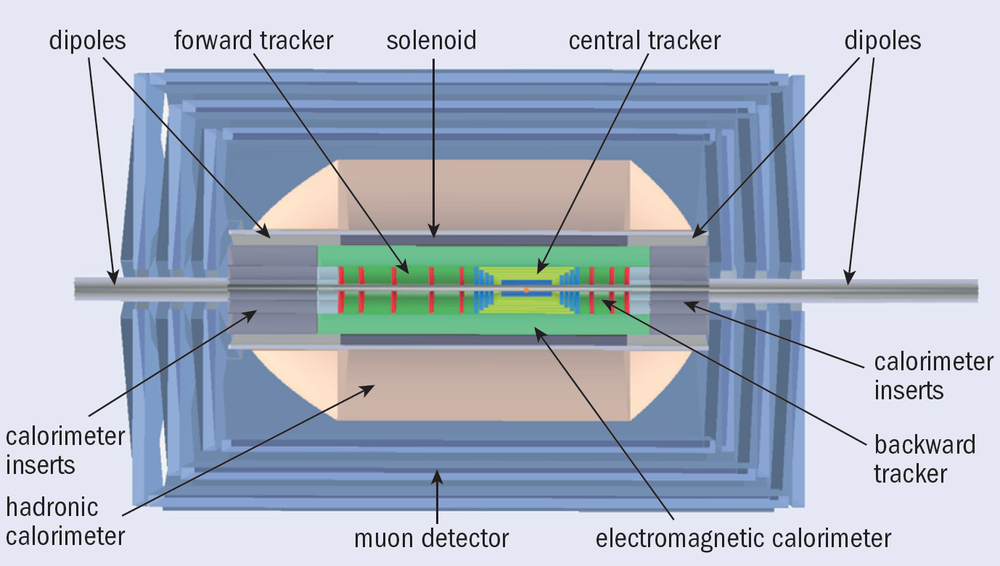 dipoles
forward tracker
solenoid
central tracker
dipoles
calorimeter
inserts
calorimeter
inserts
backward
tracker
hadronic
calorimeter
muon detector
electromagnetic calorimeter